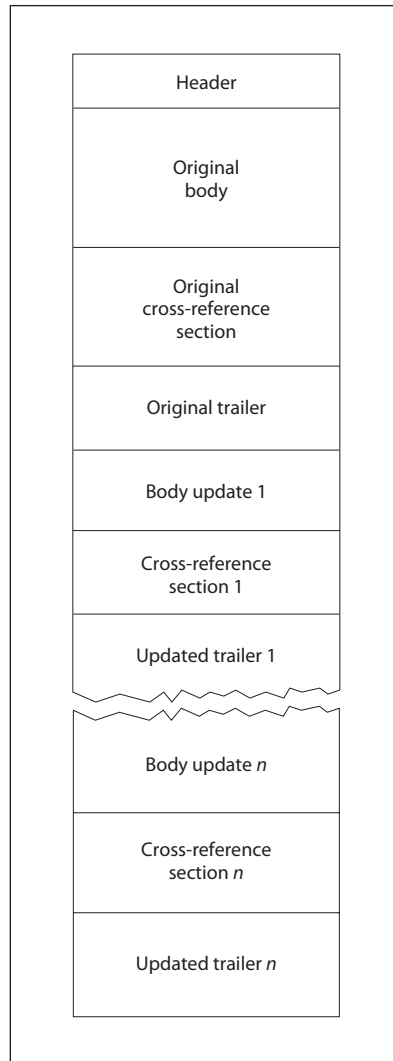 Header
Original
body
Original
cross-reference
section
Original trailer
Body update 1
Cross-reference
section 1
Updated trailer 1
Body update n
Cross-reference
section n
Updated trailer n